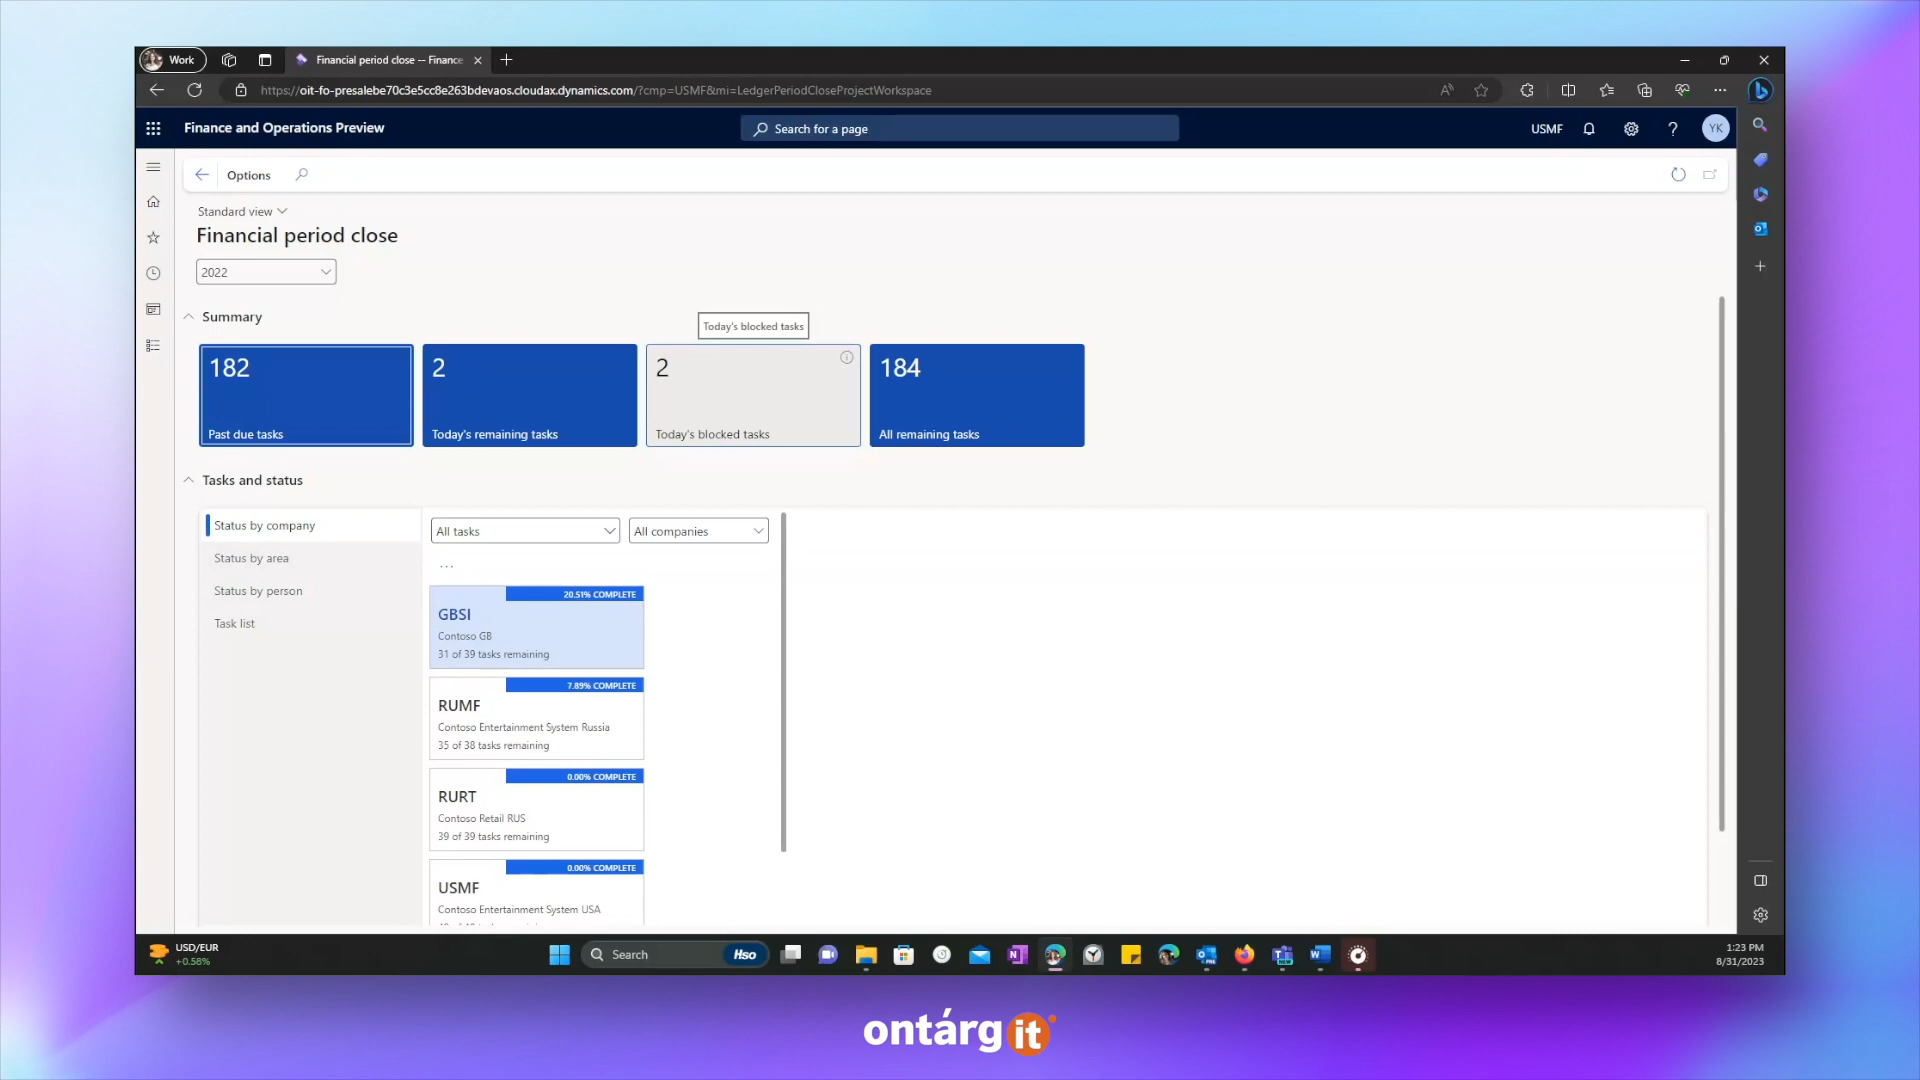 Work
Financial period close -- Finance
https://oit-fo-presalebe70c3e5cc8e263bdevaos.cloudax.dynamics.com/?cmp=USMF&mi=LedgerPeriodCloseProjectWorkspace
Finance and Operations Preview
Search for a page
USMF
YK
Options
Standard view
Financial period close
2022
Summary
Today's blocked tasks
182
Past due tasks
2
Today's remaining tasks
2
Today's blocked tasks
184
All remaining tasks
Tasks and status
Status by company
Status by area
Status by person
Task list
All tasks
All companies
...
20.51% COMPLETE
GBSI
Contoso GB
31 of 39 tasks remaining
7.89% COMPLETE
RUMF
Contoso Entertainment System Russia
35 of 38 tasks remaining
0.00% COMPLETE
RURT
Contoso Retail RUS
39 of 39 tasks remaining
0.00% COMPLETE
USMF
Contoso Entertainment System USA
USD/EUR
+0.58%
Search
Hso
1:23 PM
8/31/2023
ontárgit